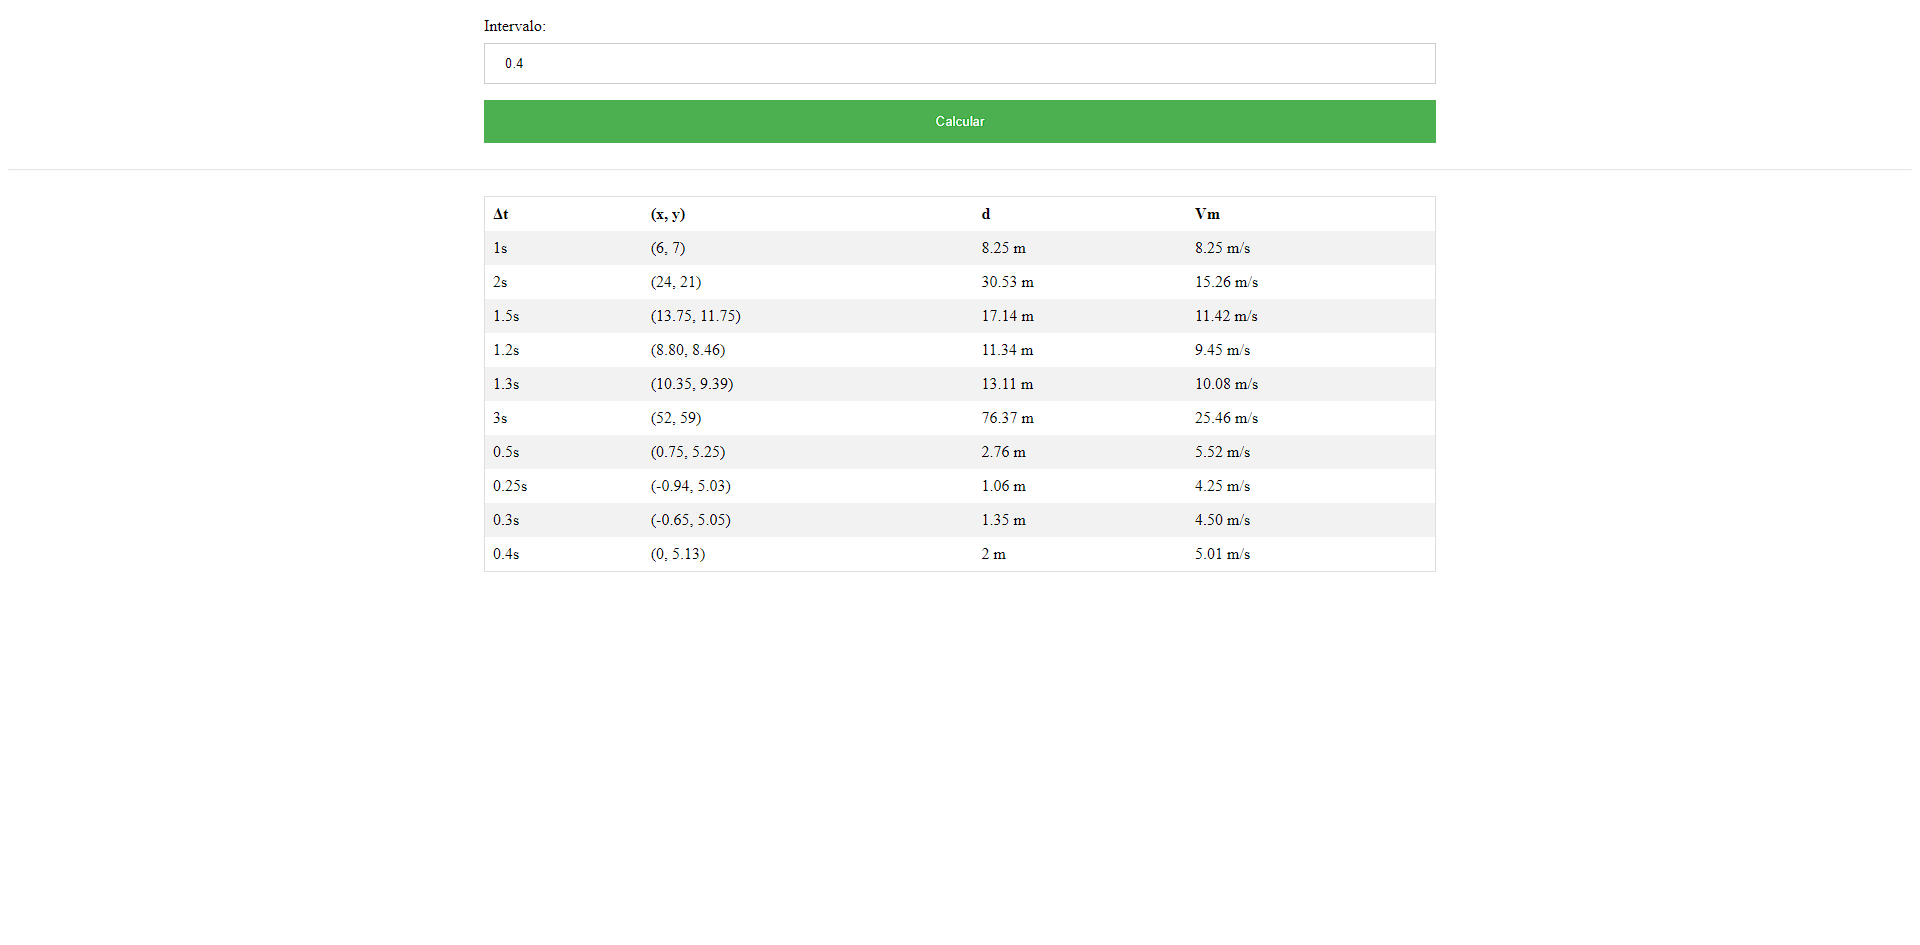 Intervalo:
0.4
Calcular
Δt (x, y) d Vm
1s (6, 7) 8.25 m 8.25 m/s
2s (24, 21) 30.53 m 15.26 m/s
1.5s (13.75, 11.75) 17.14 m 11.42 m/s
1.2s (8.80, 8.46) 11.34 m 9.45 m/s
1.3s (10.35, 9.39) 13.11 m 10.08 m/s
3s (52, 59) 76.37 m 25.46 m/s
0.5s (0.75, 5.25) 2.76 m 5.52 m/s
0.25s (-0.94, 5.03) 1.06 m 4.25 m/s
0.3s (-0.65, 5.05) 1.35 m 4.50 m/s
0.4s (0, 5.13) 2 m 5.01 m/s